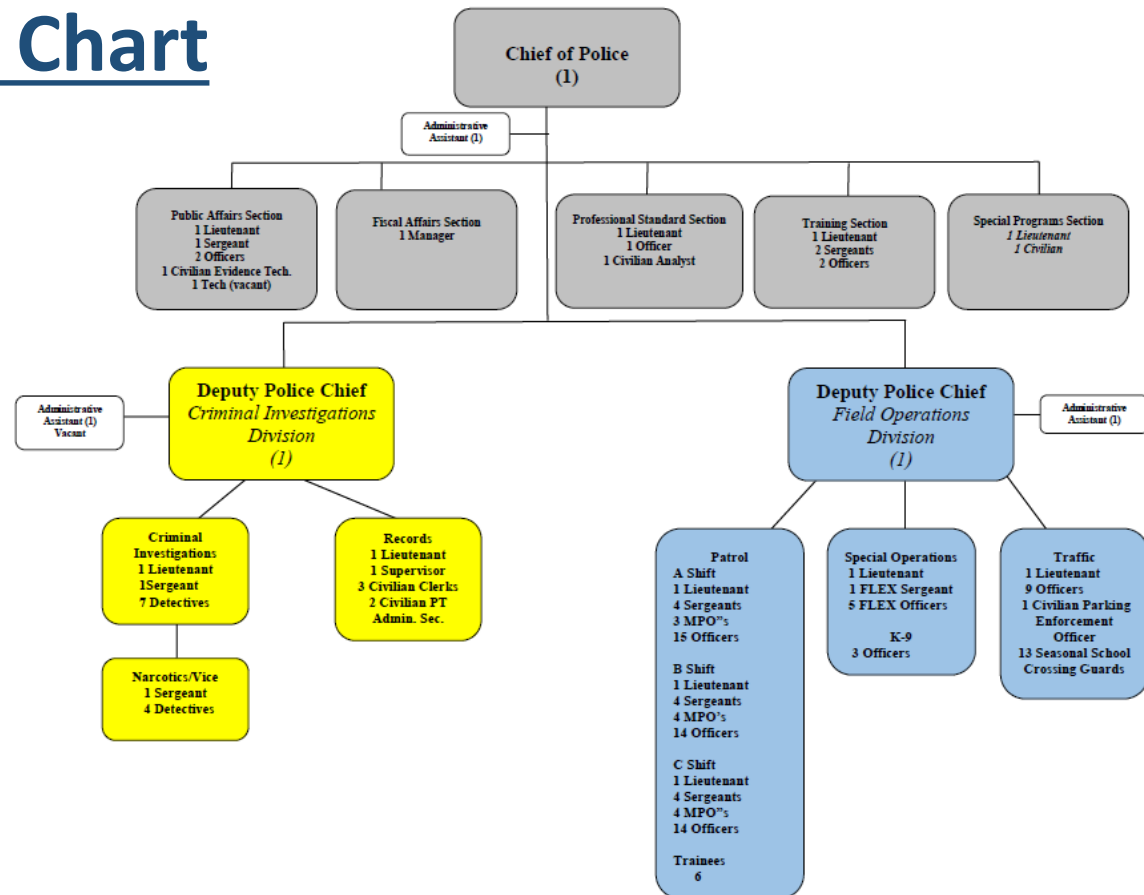 Chart
Chief of Police
(1)
Administrative
Assistant (1)
Public Affairs Section
1 Lieutenant
1 Sergeant
2 Officers
1 Civilian Evidence Tech.
1 Tech (vacant)
Fiscal Affairs Section
1 Manager
Professional Standard Section
1 Lieutenant
1 Officer
1 Civilian Analyst
Training Section
1 Lieutenant
2 Sergeants
2 Officers
Special Programs Section
1 Lieutenant
1 Civilian
Administrative
Assistant (1)
Vacant
Deputy Police Chief
Criminal Investigations
Division
(1)
Deputy Police Chief
Field Operations
Division
(1)
Administrative
Assistant (1)
Criminal
Investigations
1 Lieutenant
1Sergeant
7 Detectives
Records
1 Lieutenant
1 Supervisor
3 Civilian Clerks
2 Civilian PT
Admin. Sec.
Narcotics/Vice
1 Sergeant
4 Detectives
Patrol
A Shift
1 Lieutenant
4 Sergeants
3 MPO"s
15 Officers
B Shift
1 Lieutenant
4 Sergeants
4 MPO's
14 Officers
C Shift
1 Lieutenant
4 Sergeants
4 MPO"s
14 Officers
Trainees
6
Special Operations
1 Lieutenant
1 FLEX Sergeant
5 FLEX Officers
K-9
3 Officers
Traffic
1 Lieutenant
9 Officers
1 Civilian Parking
Enforcement
Officer
13 Seasonal School
Crossing Guards